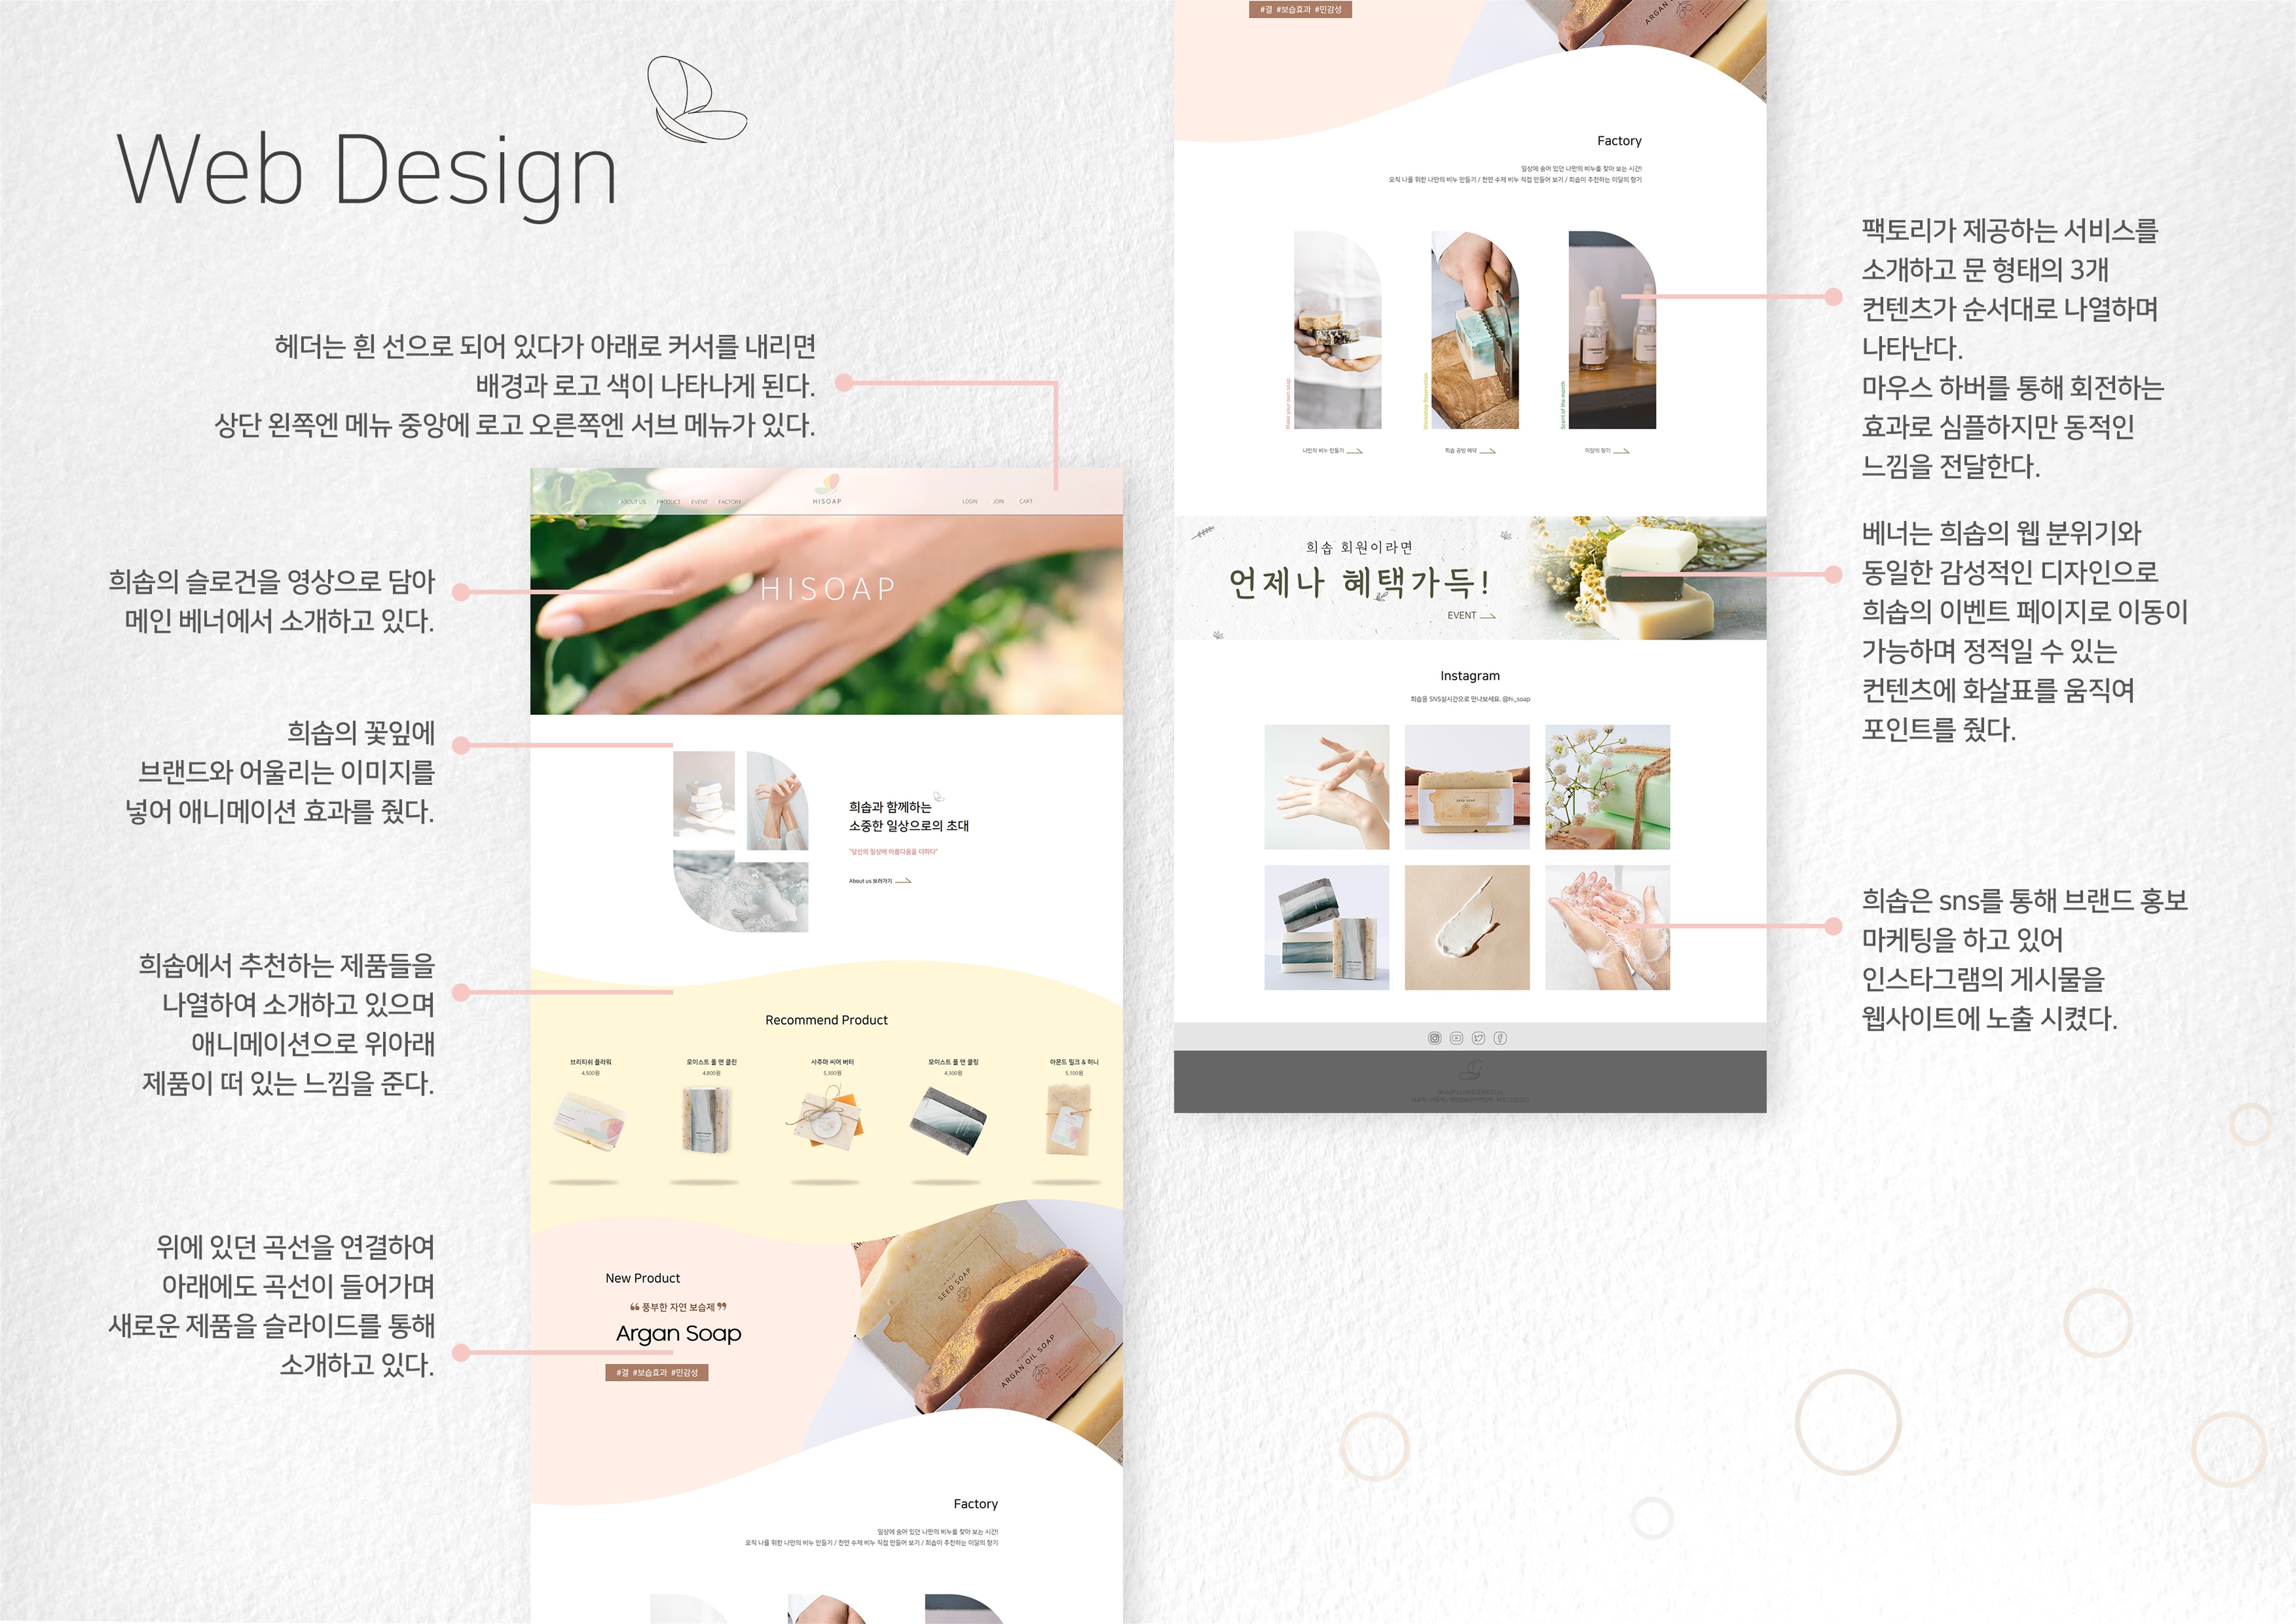 Web Design
헤더는 흰 선으로 되어 있다가 아래로 커서를 내리면
배경과 로고 색이 나타나게 된다.
상단 왼쪽엔 메뉴 중앙에 로고 오른쪽엔 서브 메뉴가 있다.
희솝의 슬로건을 영상으로 담아
메인 베너에서 소개하고 있다.
희솝의 꽃잎에
브랜드와 어울리는 이미지를
넣어 애니메이션 효과를 줬다.
희솝에서 추천하는 제품들을
나열하여 소개하고 있으며
애니메이션으로 위아래
제품이 떠 있는 느낌을 준다.
위에 있던 곡선을 연결하여
아래에도 곡선이 들어가며
새로운 제품을 슬라이드를 통해
소개하고 있다.
ABOUT US PRODUCT EVENT FACTORY
HISOAP
LOGIN JOIN CART
HISOAP
희솝과 함께하는
소중한 일상으로의 초대
"당신의 일상에 아름다움을 더하다"
About us 보러가기
Recommend Product
브리티쉬 플라워
4,500원
모이스트 폴 앤 쿨린
4,800원
사추마 씨어 버터
5,300원
모이스트 폴 앤 쿨링
4,300원
아몬드 밀크 & 허니
5,100원
New Product
❝ 풍부한 자연 보습제 ❞
Argan Soap
#결 #보습효과 #민감성
SEED SOAP
ARGAN OIL SOAP
Factory
일상에 숨어 있던 나만의 비누를 찾아 보는 시간!
오직 나를 위한 나만의 비누 만들기 / 천연 수제 비누 직접 만들어 보기 / 희솝이 추천하는 이달의 향기
#결 #보습효과 #민감성
ARGAN
Factory
일상에 숨어 있던 나만의 비누를 찾아 보는 시간!
오직 나를 위한 나만의 비누 만들기 / 천연 수제 비누 직접 만들어 보기 / 희솝이 추천하는 이달의 향기
Make your own soap
Workshop Reservation
Scent of the month
나만의 비누 만들기
희솝 공방 예약
이달의 향기
희솝 회원이라면
언제나 혜택가득!
EVENT
Instagram
희솝을 SNS실시간으로 만나보세요, @hi_soap
SEED SOAP
팩토리가 제공하는 서비스를
소개하고 문 형태의 3개
컨텐츠가 순서대로 나열하며
나타난다.
마우스 하버를 통해 회전하는
효과로 심플하지만 동적인
느낌을 전달한다.
베너는 희솝의 웹 분위기와
동일한 감성적인 디자인으로
희솝의 이벤트 페이지로 이동이
가능하며 정적일 수 있는
컨텐츠에 화살표를 움직여
포인트를 줬다.
희솝은 sns를 통해 브랜드 홍보
마케팅을 하고 있어
인스타그램의 게시물을
웹사이트에 노출 시켰다.